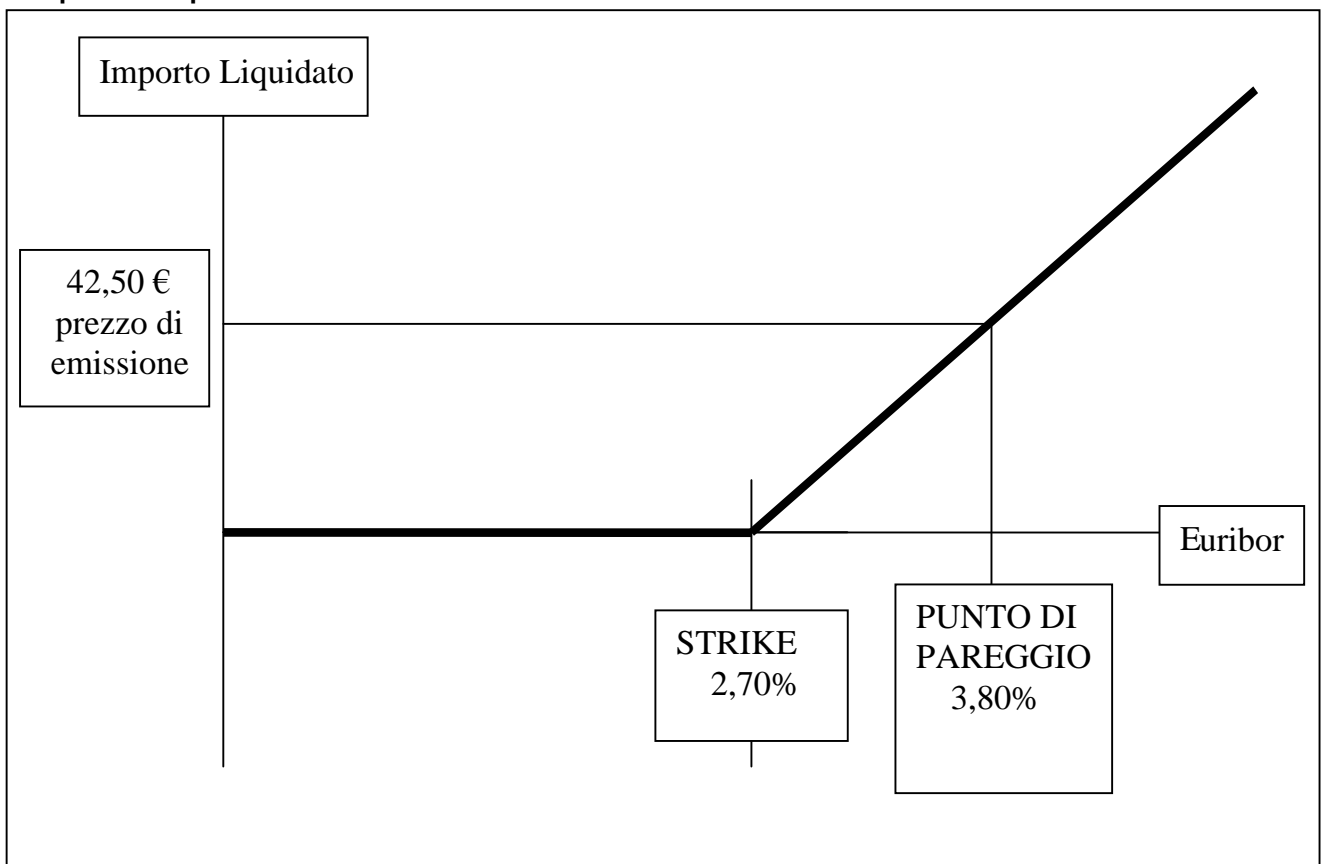 Importo Liquidato
42,50 €
prezzo di
emissione
Euribor
STRIKE
2,70%
PUNTO DI
PAREGGIO
3,80%